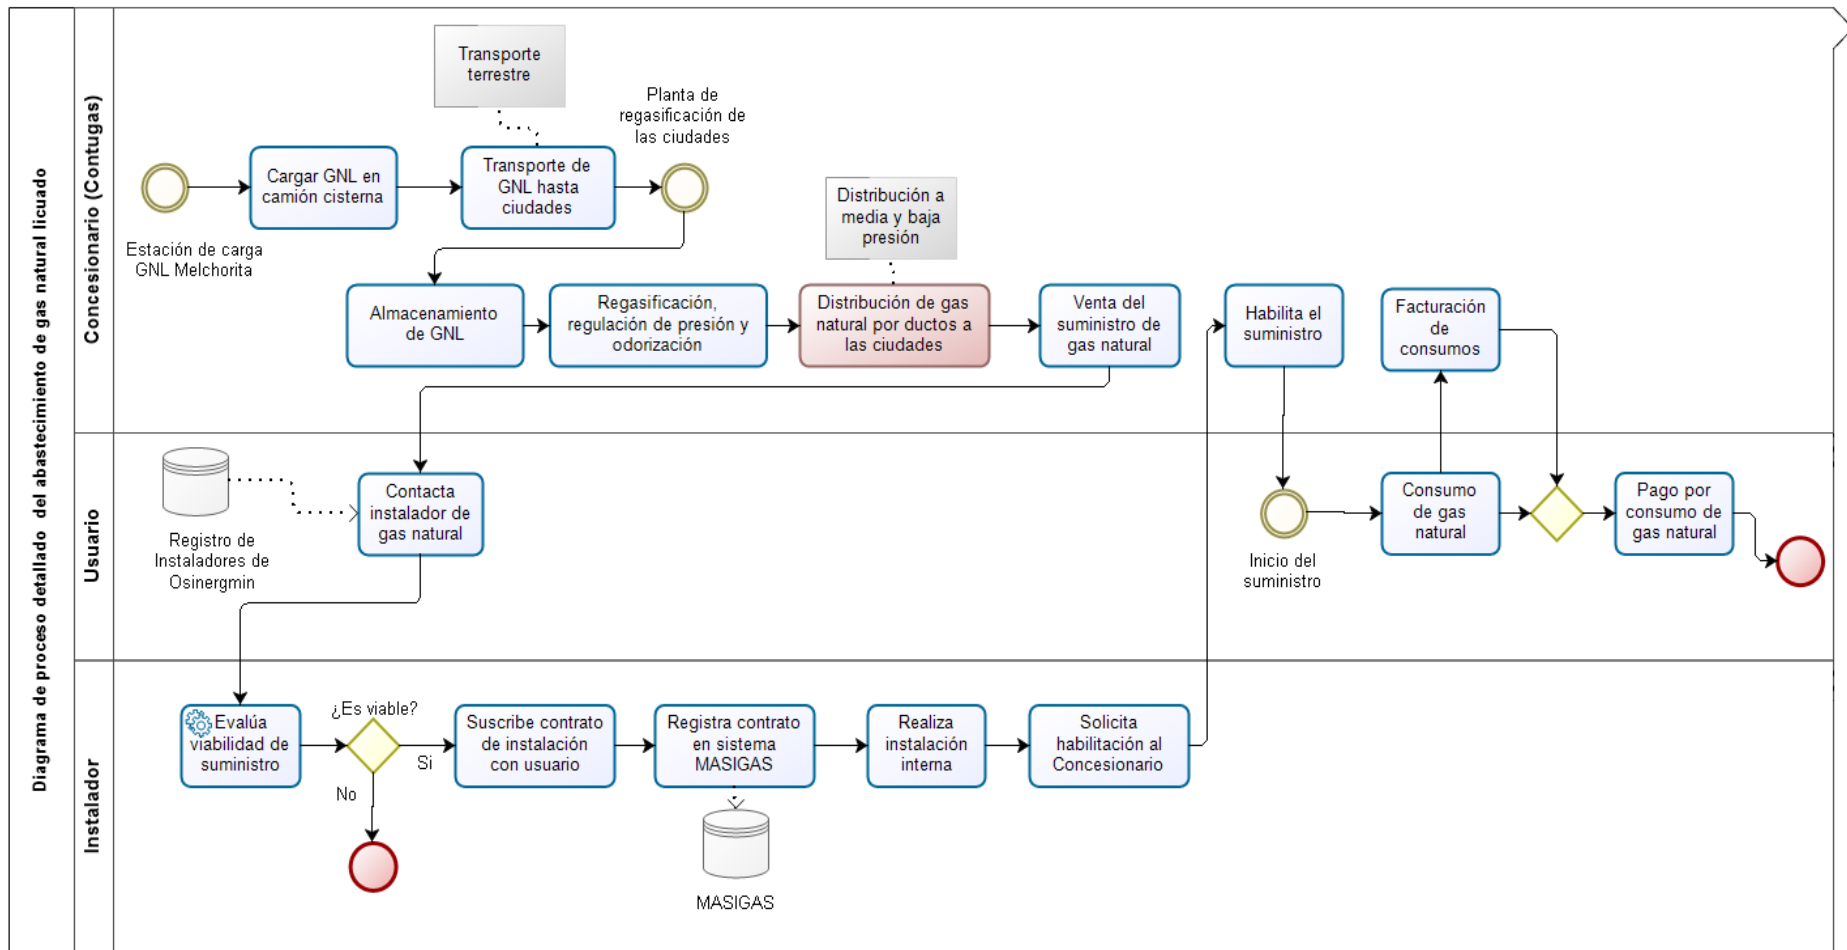 Diagrama de proceso detallado  del abastecimiento de gas natural licuado
Concesionario (Contugas)
Transporte
terrestre
Planta de
regasificación de
las ciudades
Cargar GNL en
camión cisterna
Transporte de
GNL hasta
ciudades
Estación de carga
GNL Melchorita
Distribución a
media y baja
presión
Almacenamiento
de GNL
Regasificación,
regulación de presión y
odorización
Distribución de gas
natural por ductos a
las ciudades
Venta del
suministro de
gas natural
Habilita el
suministro
Facturación
de
consumos
Usuario
Registro de
Instaladores de
Osinergmin
Contacta
instalador de
gas natural
Inicio del
suministro
Consumo
de gas
natural
Pago por
consumo de
gas natural
Instalador
Evalúa
viabilidad de
suministro
¿Es viable?
Si
No
Suscribe contrato
de instalación
con usuario
Registra contrato
en sistema
MASIGAS
Realiza
instalación
interna
Solicita
habilitación al
Concesionario
MASIGAS